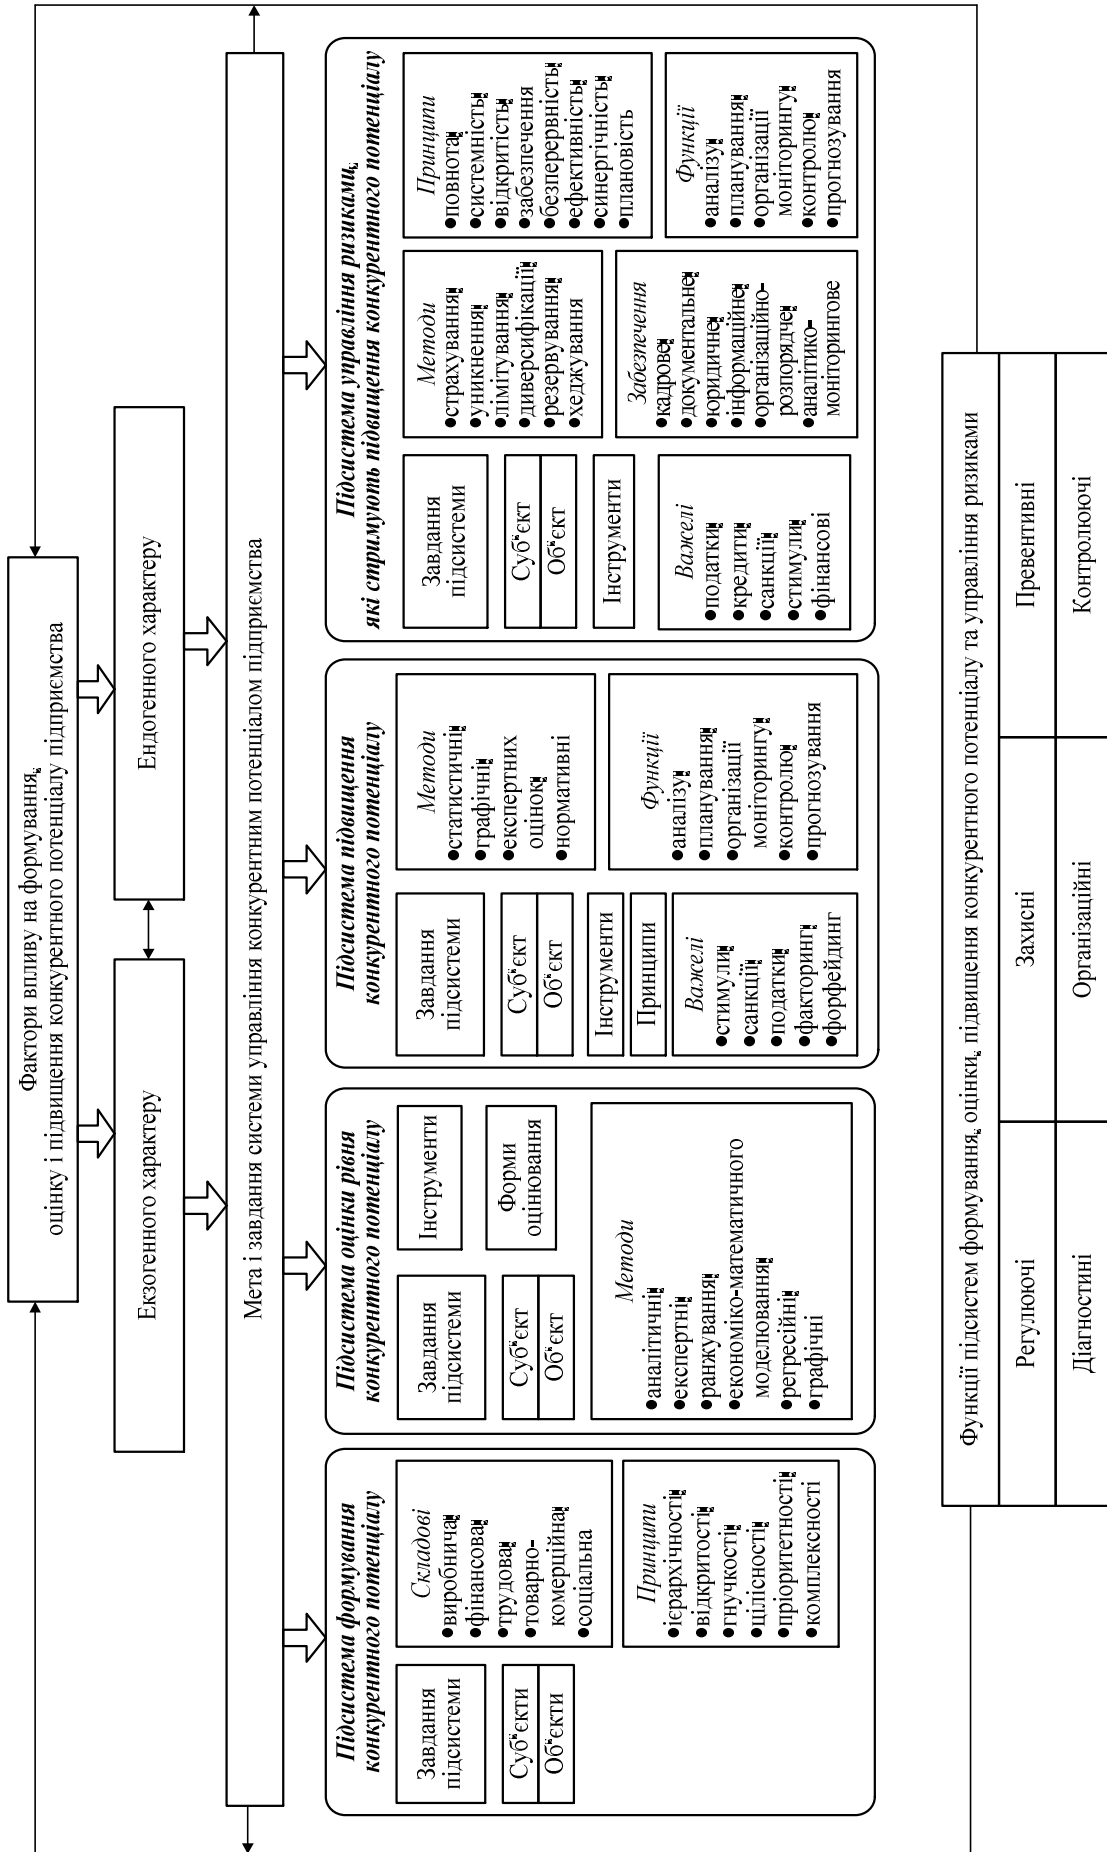 Фактори впливу на формування,
оцінку і підвищення конкурентного потенціалу підприємства
Екзогенного характеру
Ендогенного характеру
Мета і завдання системи управління конкурентним потенціалом підприємства
Підсистема формування
конкурентного потенціалу
Завдання
підсистеми
Суб'єкти
Об'єкти
Складові
●виробнича,
●фінансова,
●трудова,
●товарно-
комерційна,
●соціальна
Принципи
●ієрархічності,
●відкритості,
●гнучкості,
●цілісності,
●пріоритетності,
●комплексності
Підсистема оцінки рівня
конкурентного потенціалу
Завдання
підсистеми
Суб'єкт
Об'єкт
Інструменти
Форми
оцінювання
Методи
●аналітичні,
●експертні,
●ранжування,
●економіко-математичного
моделювання,
●регресійні,
●графічні
Підсистема підвищення
конкурентного потенціалу
Завдання
підсистеми
Суб'єкт
Об'єкт
Інструменти
Принципи
Важелі
●стимули,
●санкції,
●податки,
●факторинг,
●форфейдинг
Методи
●статистичні,
●графічні,
●експертних
оцінок,
●нормативні
Функції
●аналізу,
●планування,
●організації
моніторингу,
●контролю,
●прогнозування
Підсистема управління ризиками,
які стримують підвищення конкурентного потенціалу
Завдання
підсистеми
Суб'єкт
Об'єкт
Інструменти
Важелі
●податки,
●кредити,
●санкції,
●стимули,
●фінансові
Методи
●страхування,
●уникнення,
●лімітування,
●диверсифікації,
●резервування,
●хеджування
Забезпечення
●кадрове,
●документальне,
●юридичне,
●інформаційне,
●організаційно-
розпорядче,
●аналітико-
моніторингове
Принципи
●повнота,
●системність,
●відкритість,
●забезпечення
●безперервність,
●ефективність,
●синергічність,
●плановість
Функції
●аналізу,
●планування,
●організації
моніторингу,
●контролю,
●прогнозування
Функції підсистем формування, оцінки, підвищення конкурентного потенціалу та управління ризиками
Регулюючі
Захисні
Превентивні
Діагностині
Організаційні
Контролюючі